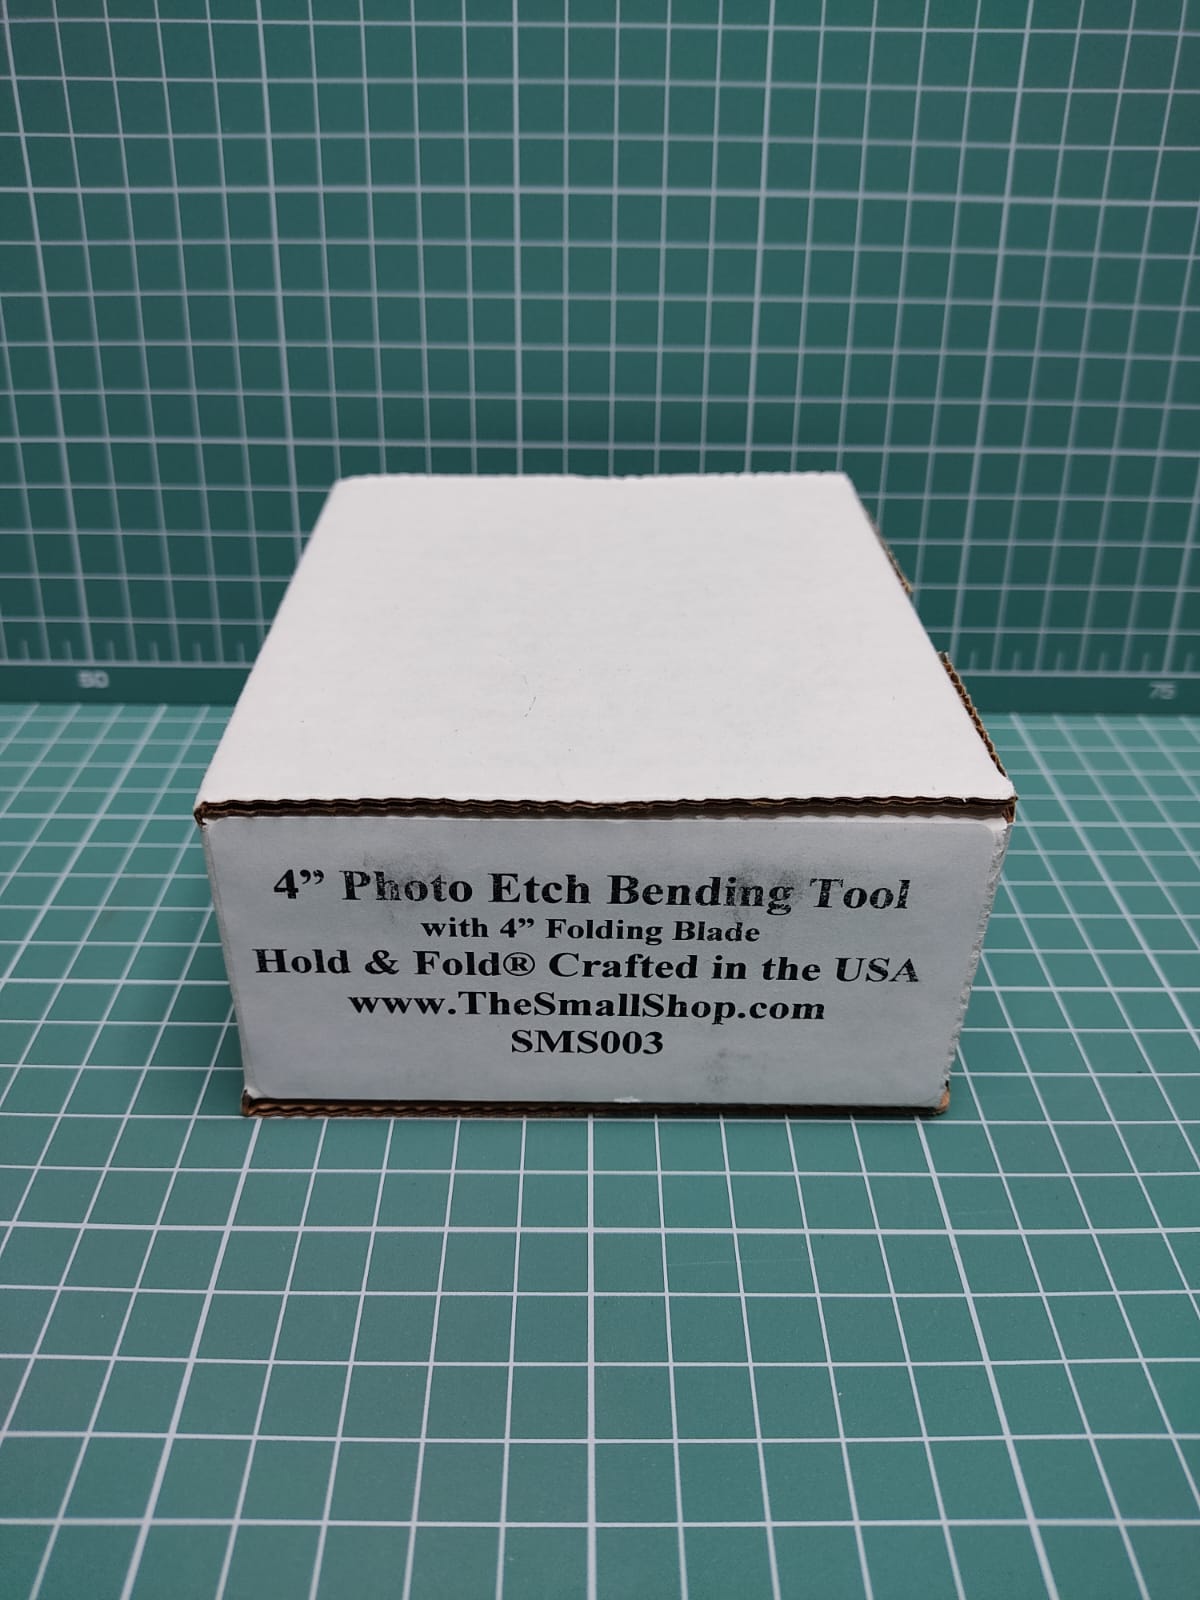 90
75
4” Photo Etch Bending Tool
with 4” Folding Blade
Hold & Fold® Crafted in the USA
www.TheSmallShop.com
SMS003